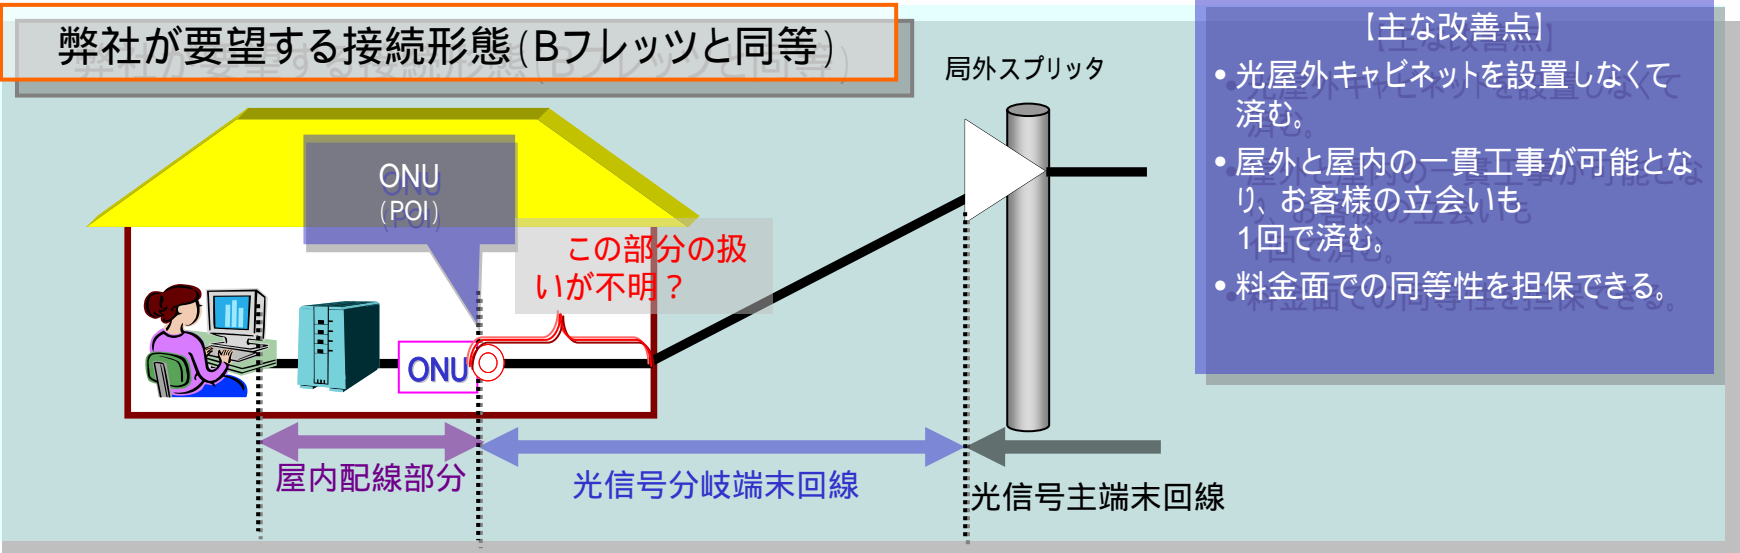 弊社が要望する接続形態(Bフレッツと同等)
局外スプリッタ
【主な改善点】
•光屋外キャビネットを設置しなくて
済む。
•屋外と屋内の一貫工事が可能とな
り、お客様の立会いも
1回で済む。
•料金面での同等性を担保できる。
ONU
(POI)
この部分の扱
いが不明？
ONU
屋内配線部分
光信号分岐端末回線
光信号主端末回線